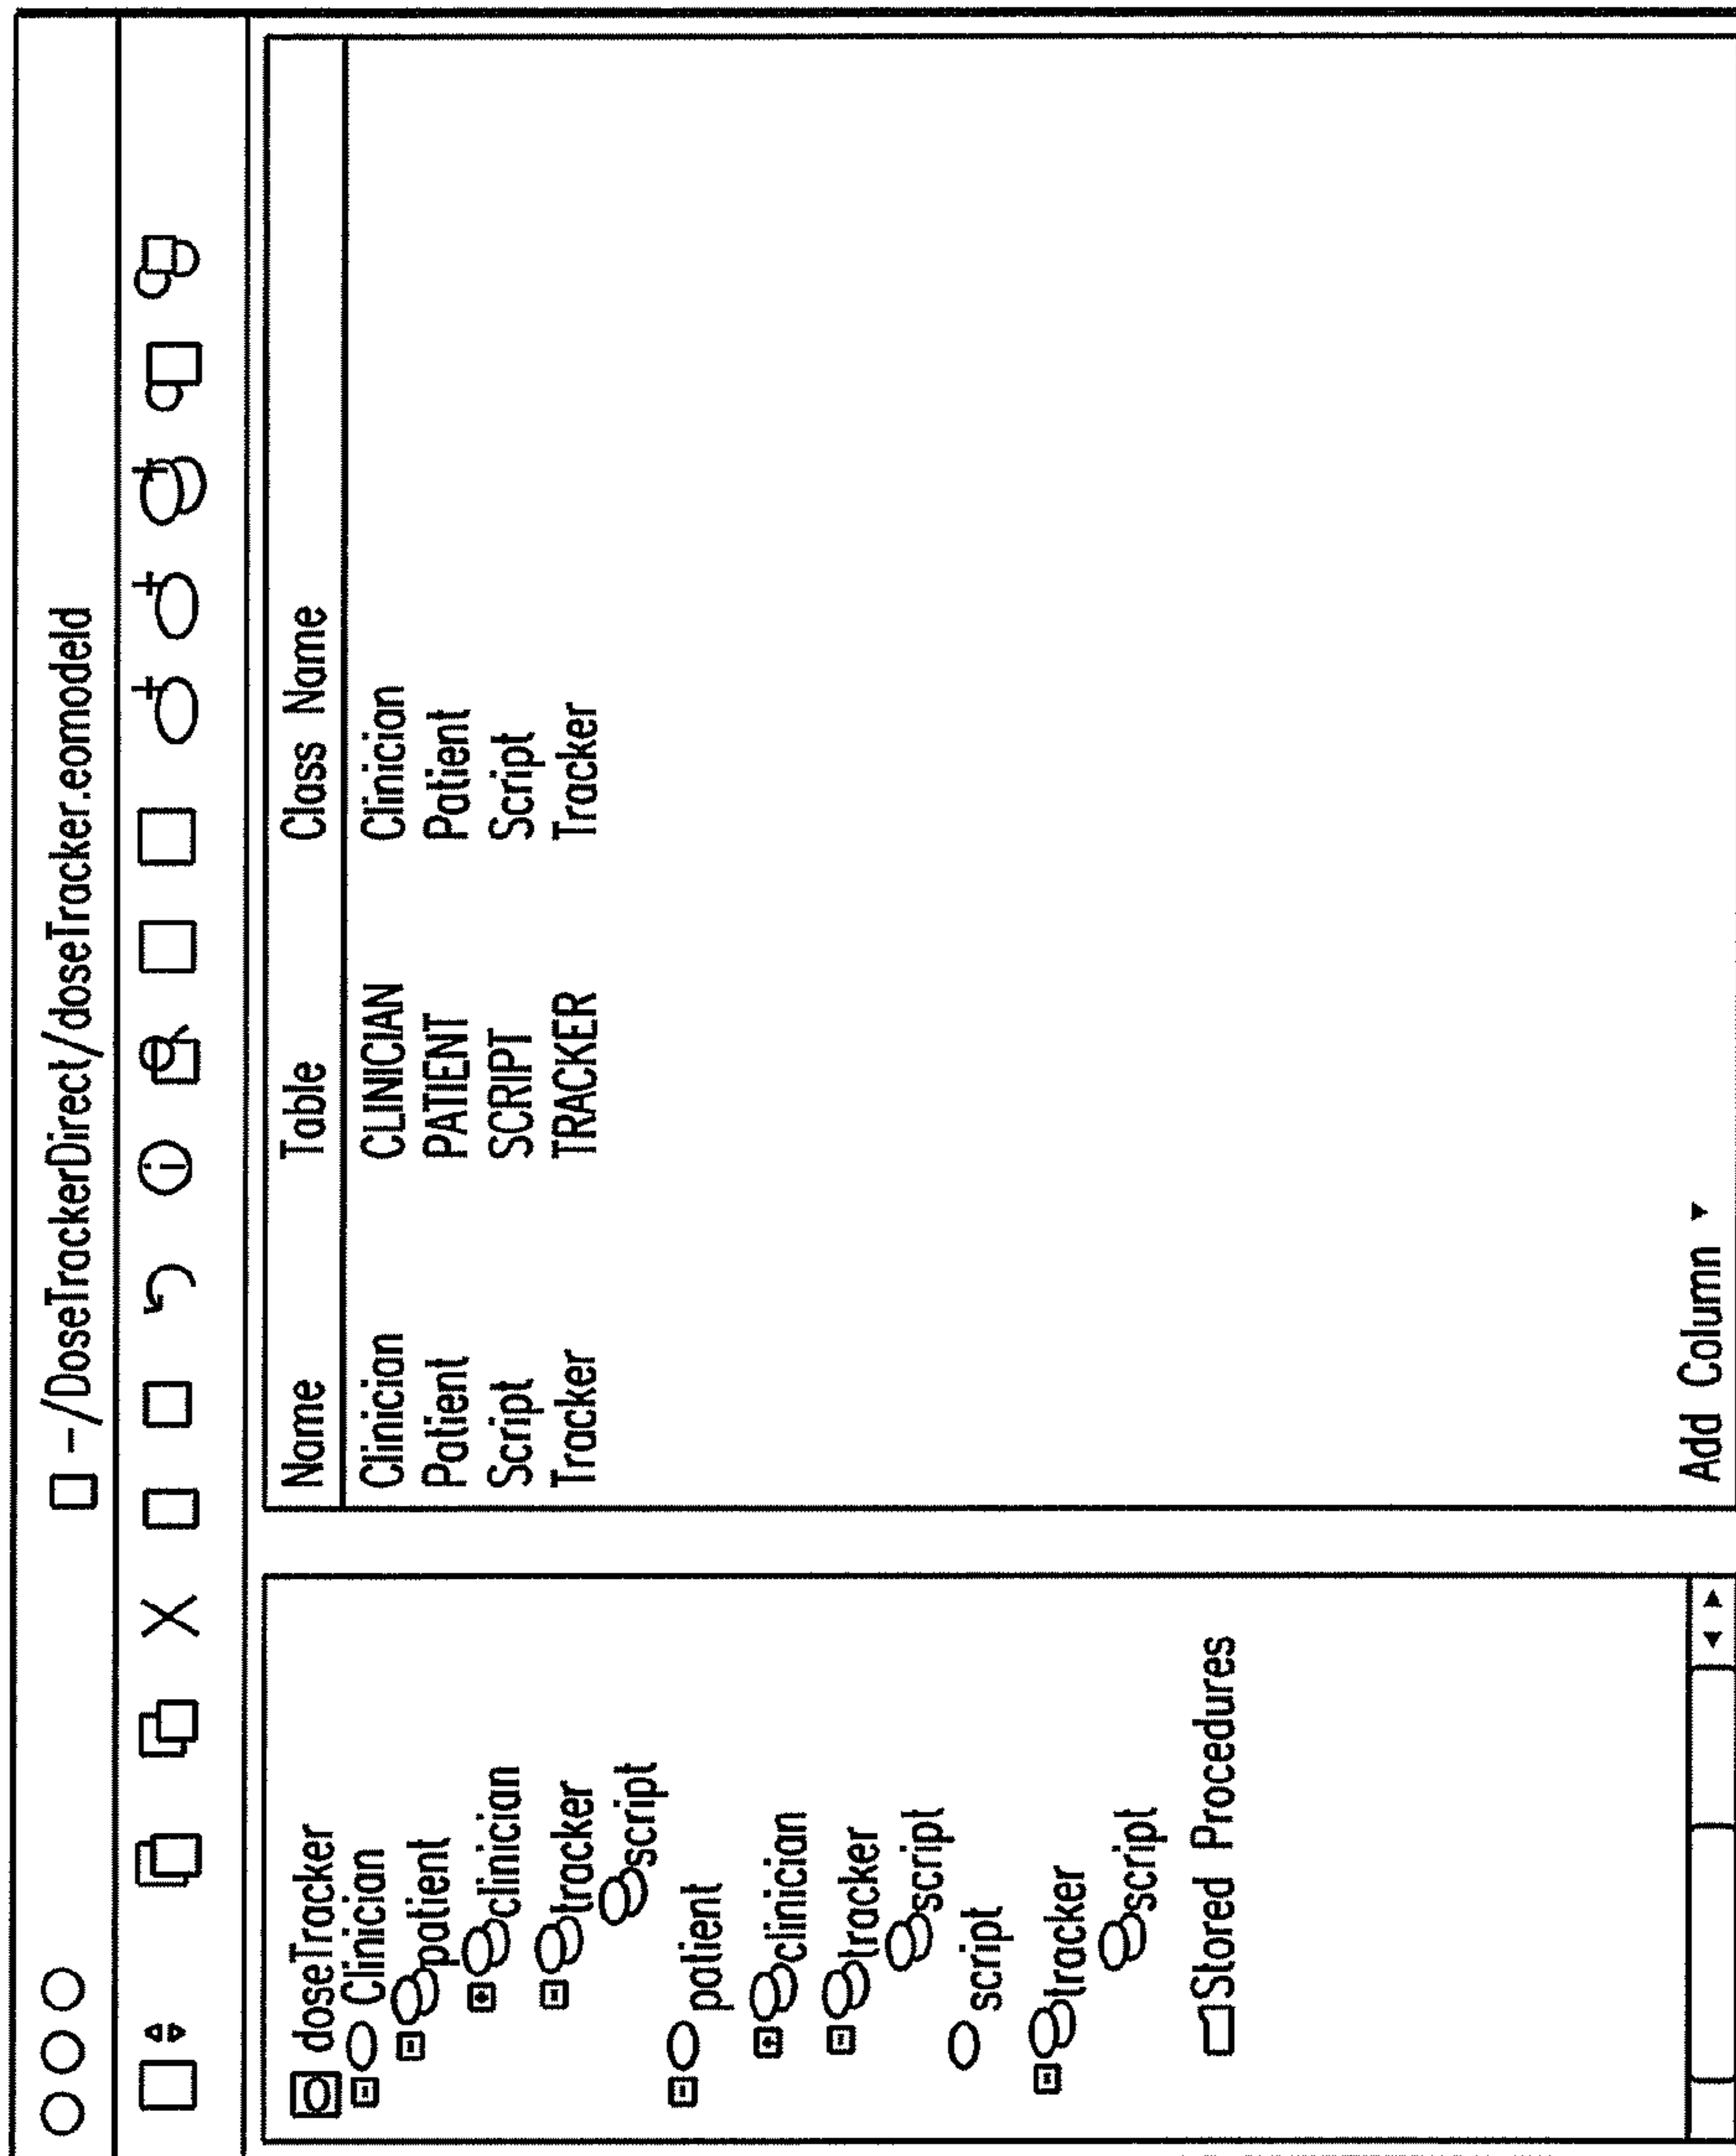 -/DoseTrackerDirect/doseTracker.eomodeld
doseTracker
Clinician
patient
clinician
tracker
script
patient
clinician
tracker
script
script
tracker
script
Stored Procedures
Name Table Class Name
Clinician CLINICIAN Clinician
Patient PATIENT Patient
Script SCRIPT Script
Tracker TRACKER Tracker
Add Column